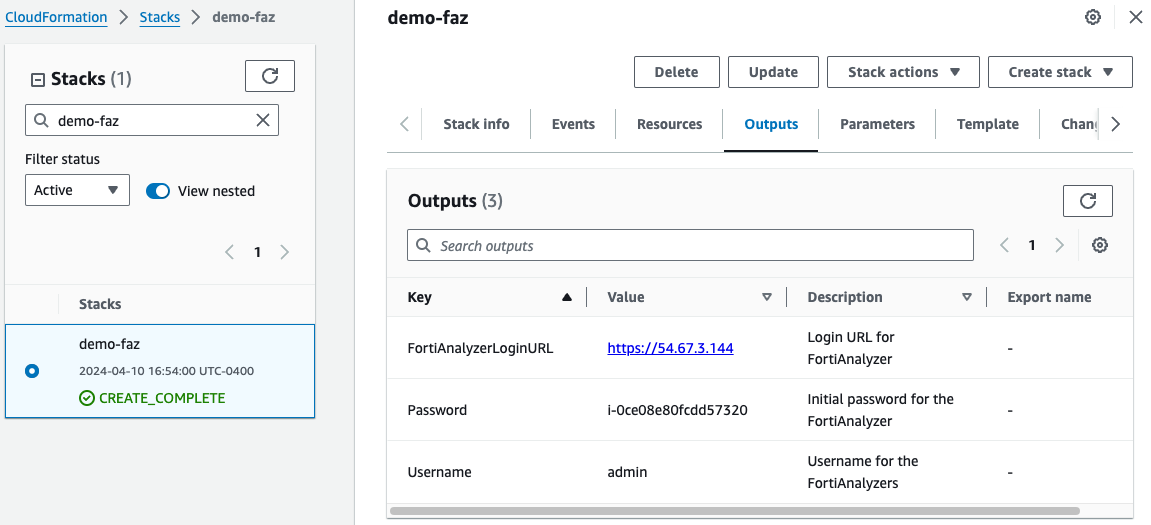 CloudFormation > Stacks > demo-faz
Stacks (1)
demo-faz
Filter status
Active
View nested
1
Stacks
demo-faz
2024-04-10 16:54:00 UTC-0400
CREATE_COMPLETE
demo-faz
Delete Update Stack actions Create stack
Stack info Events Resources Outputs Parameters Template
Outputs (3)
Search outputs
1
Key Value Description Export name
FortiAnalyzerLoginURL https://54.67.3.144 Login URL for -
FortiAnalyzer
Password i-0ce08e80fcdd57320 Initial password for the -
FortiAnalyzer
Username admin Username for the -
FortiAnalyzers